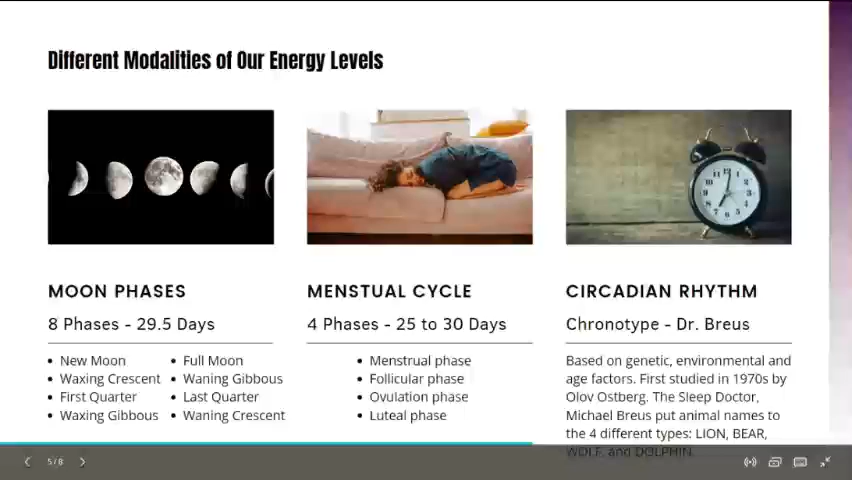 Different Modalities of Our Energy Levels
MOON PHASES
8 Phases - 29.5 Days
• New Moon
• Waxing Crescent
• First Quarter
• Waxing Gibbous
• Full Moon
• Waning Gibbous
• Last Quarter
• Waning Crescent
MENSTUAL CYCLE
4 Phases - 25 to 30 Days
• Menstrual phase
• Follicular phase
• Ovulation phase
• Luteal phase
CIRCADIAN RHYTHM
Chronotype - Dr. Breus
Based on genetic, environmental and
age factors. First studied in 1970s by
Olov Ostberg. The Sleep Doctor,
Michael Breus put animal names to
the 4 different types: LION, BEAR,
WOLF, and DOLPHIN.
5/8